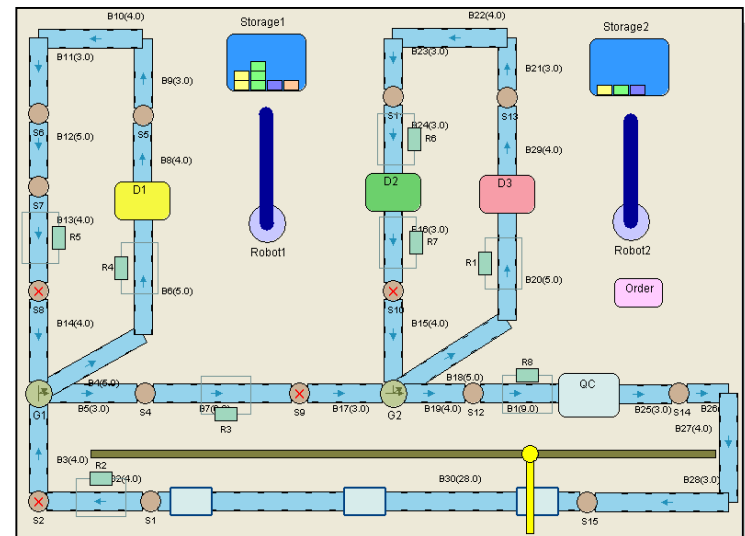 B10(4.0)
B22(4.0)
Storage1
Storage2
B11(3.0)
B23(3.0)
B9(3.0)
B21(3.0)
S6
S5
S13
B24(3.0)
B12(5.0)
R6
B29(4.0)
B8(4.0)
D1
D2
D3
S7
B13(4.0)
R5
R7
Robot1
Robot2
R4
R1
B6(5.0)
B20(5.0)
Order
S8
S10
B14(4.0)
B15(4.0)
R8
B18(5.0)
QC
G1
B5(3.0)
S4
R3
S9
B17(3.0)
G2
B19(4.0)
S12
B1(9.0)
B25(3.0)
S14
B26
B27(4.0)
B3(4.0)
R2
B30(28.0)
B28(3.0)
S2
S1
S15